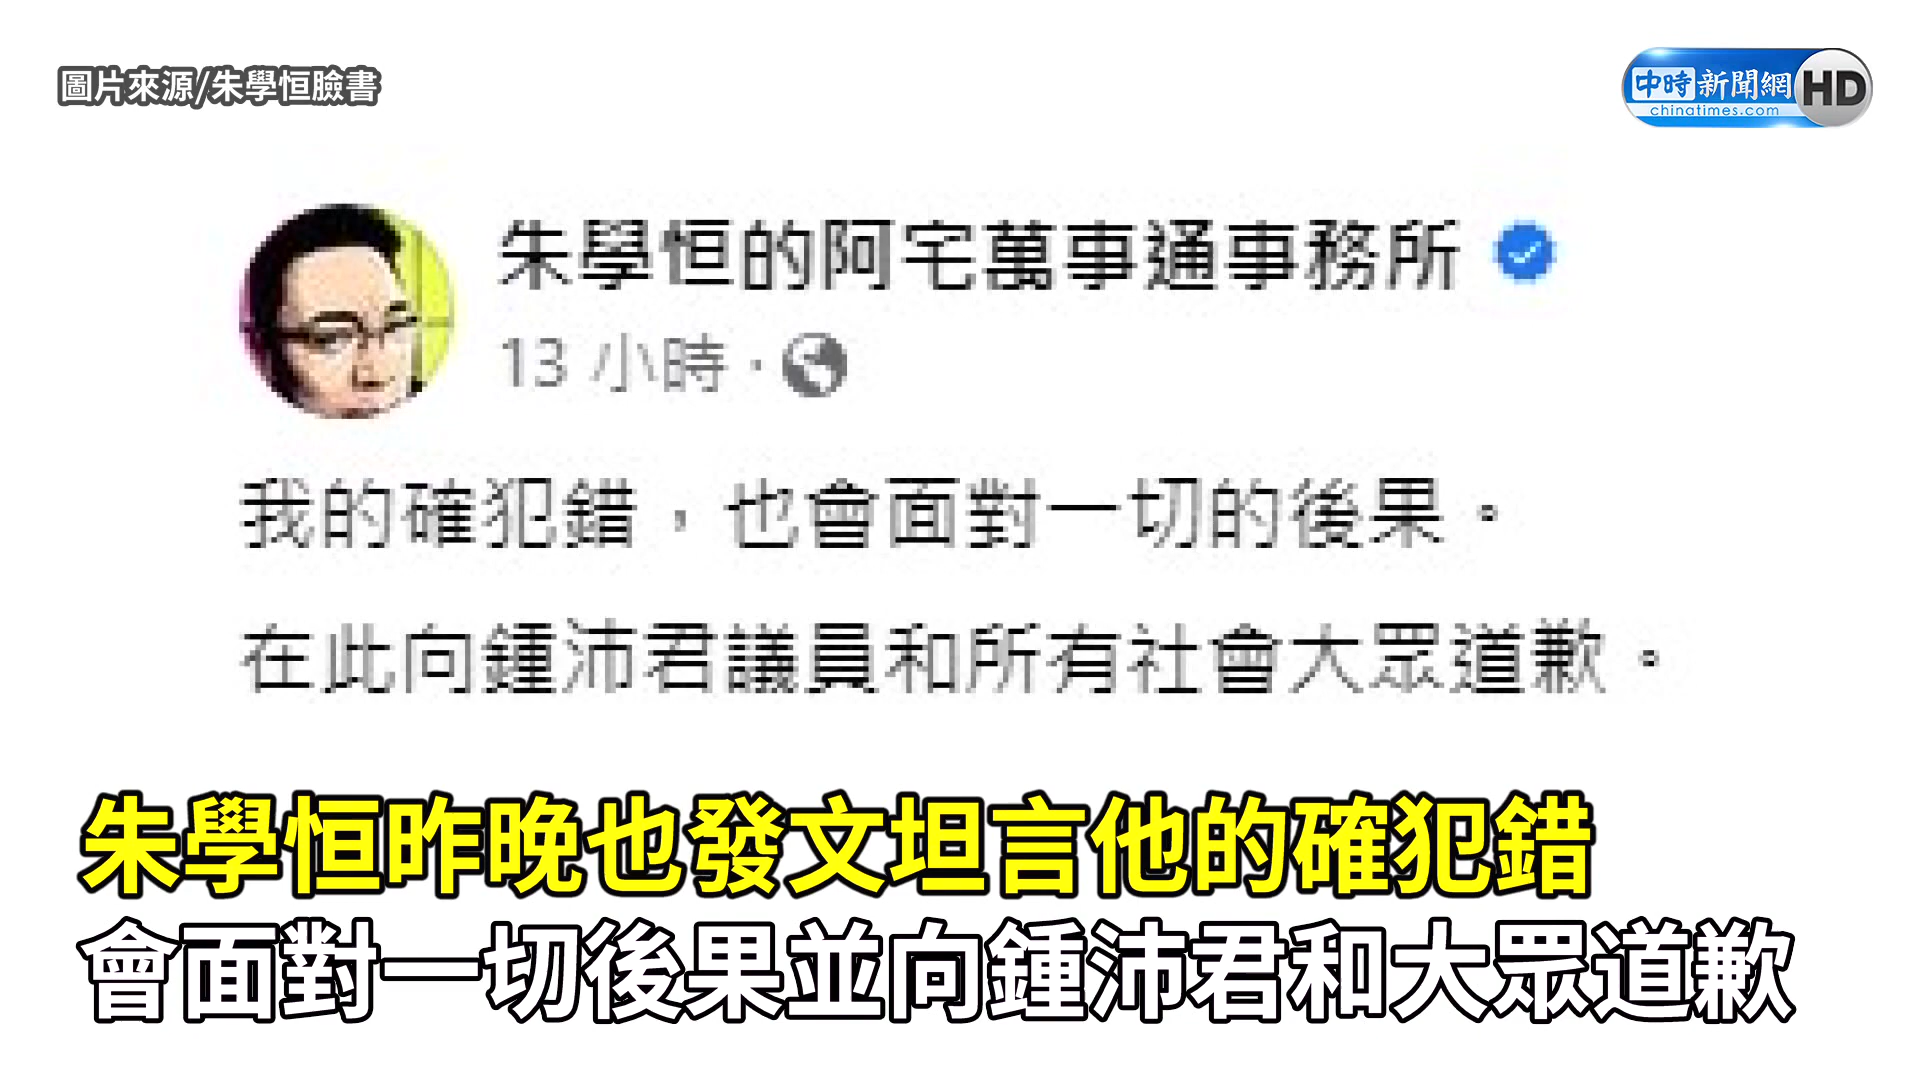 圖片來源/朱學恒臉書
中時新聞網HD
chinatimes.com
朱學恒的阿宅萬事通事務所
13 小時·
我的確犯錯，也會面對一切的後果。
在此向鍾沛君議員和所有社會大眾道歉。
朱學恒昨晚也發文坦言他的確犯錯
會面對一切後果並向鍾沛君和大眾道歉